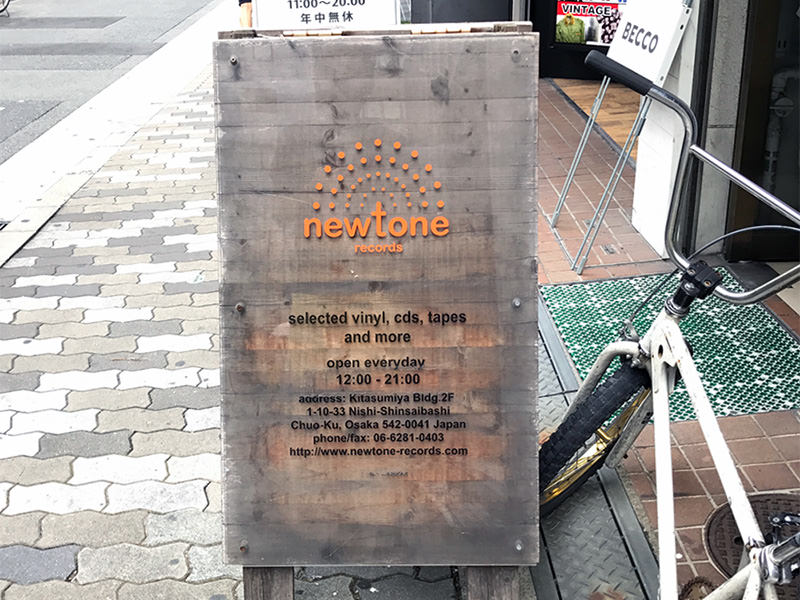 11:00～20:00
年中無休
VINTAGE
BECCO
newtone
records
selected vinyl, cds, tapes
and more
open everyday
12:00 - 21:00
address: Kitasumiya Bldg.2F
1-10-33 Nishi-Shinsaibashi
Chuo-Ku, Osaka 542-0041 Japan
phone/fax: 06-6281-0403
http://www.newtone-records.com